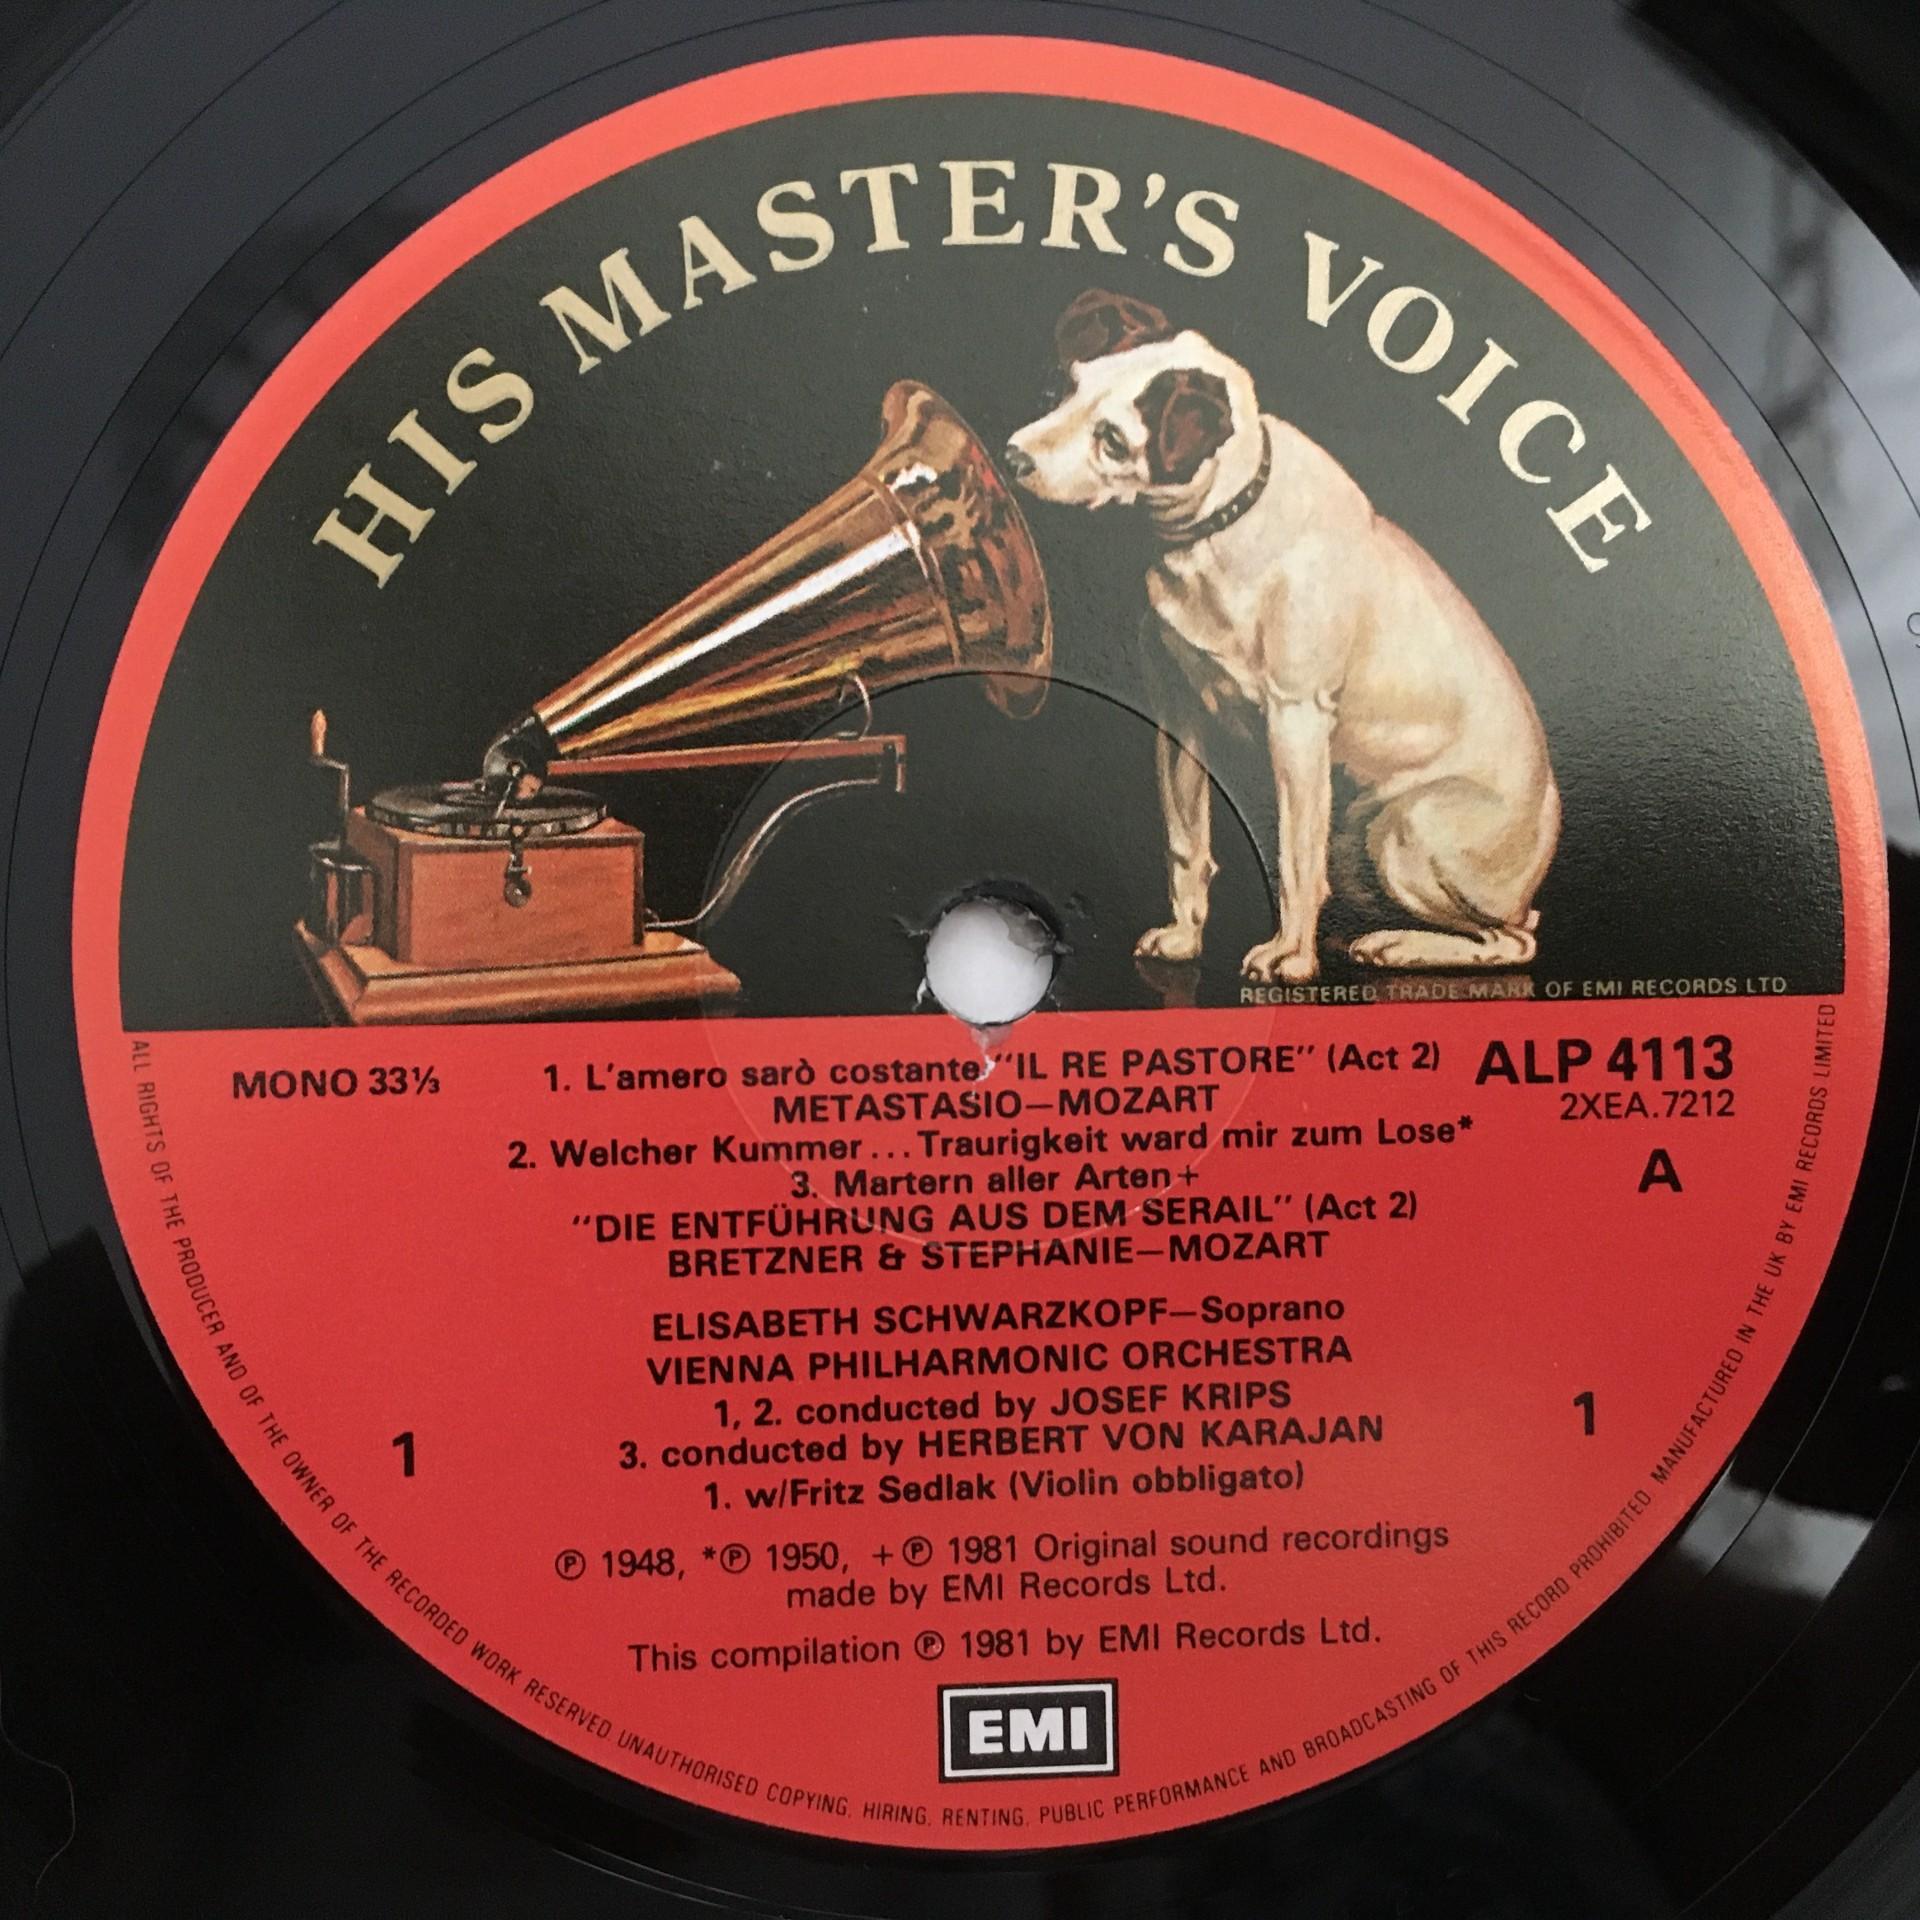 HIS MASTER'S VOICE
REGISTERED TRADE MARK OF EMI RECORDS LTD
MONO 33⅓
1. L'amero sarò costante "IL RE PASTORE" (Act 2)
METASTASIO—MOZART
2. Welcher Kummer...Traurigkeit ward mir zum Lose*
3. Martern aller Arten+
"DIE ENTFÜHRUNG AUS DEM SERAIL" (Act 2)
BRETZNER & STEPHANIE—MOZART
ALP 4113
2XEA.7212
A
ELISABETH SCHWARZKOPF—Soprano
VIENNA PHILHARMONIC ORCHESTRA
1, 2. conducted by JOSEF KRIPS
3. conducted by HERBERT VON KARAJAN
1. w/Fritz Sedlak (Violin obbligato)
1
1
℗ 1948, *℗ 1950, +℗ 1981 Original sound recordings
made by EMI Records Ltd.
This compilation ℗ 1981 by EMI Records Ltd.
EMI
ALL RIGHTS OF THE PRODUCER AND OF THE OWNER OF THE RECORDED WORK RESERVED. UNAUTHORISED COPYING, HIRING, RENTING, PUBLIC PERFORMANCE AND BROADCASTING OF THIS RECORD PROHIBITED MANUFACTURED IN THE UK BY EMI RECORDS LIMITED